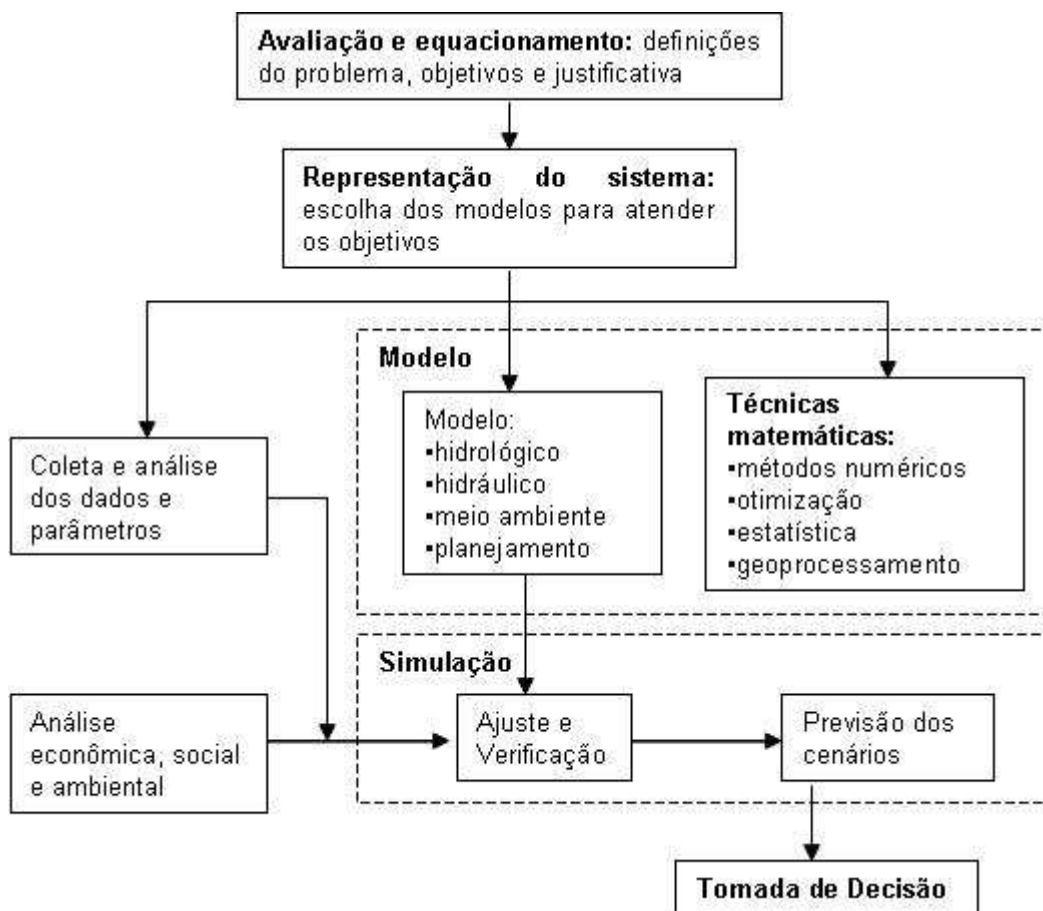 Avaliação e equacionamento: definições
do problema, objetivos e justificativa
Representação do sistema:
escolha dos modelos para atender
os objetivos
Modelo
Modelo:
▪hidrológico
▪hidráulico
▪meio ambiente
▪planejamento
Técnicas
matemáticas:
▪métodos numéricos
▪otimização
▪estatística
▪geoprocessamento
Coleta e análise
dos dados e
parâmetros
Simulação
Análise
econômica, social
e ambiental
Ajuste e
Verificação
Previsão dos
cenários
Tomada de Decisão